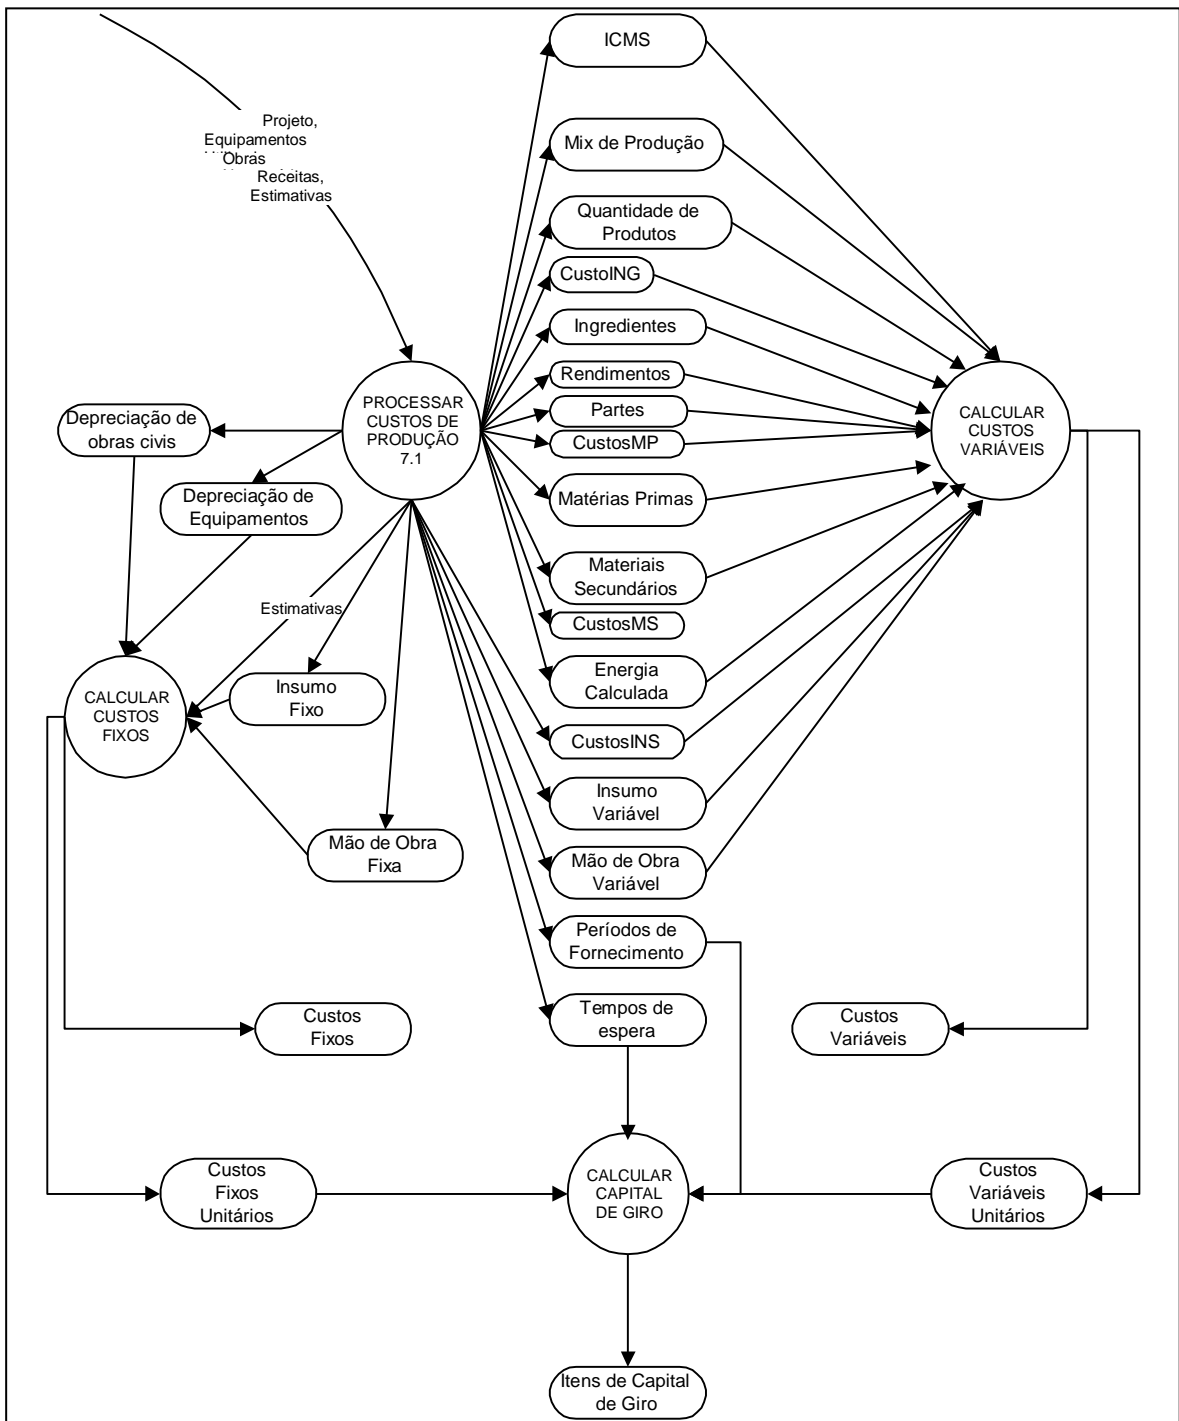 ICMS
Projeto,
Equipamentos
Obras
Receitas,
Estimativas
Mix de Produção
Quantidade de
Produtos
CustoING
Ingredientes
Rendimentos
Partes
CustosMP
Matérias Primas
Materiais
Secundários
CustosMS
Energia
Calculada
CustosINS
Insumo
Variável
Mão de Obra
Variável
Períodos de
Fornecimento
Tempos de
espera
PROCESSAR
CUSTOS DE
PRODUÇÃO
7.1
CALCULAR
CUSTOS
VARIÁVEIS
Depreciação de
obras civis
Depreciação de
Equipamentos
Estimativas
CALCULAR
CUSTOS
FIXOS
Insumo
Fixo
Mão de Obra
Fixa
Custos
Fixos
Custos
Variáveis
Custos
Fixos
Unitários
CALCULAR
CAPITAL
DE GIRO
Custos
Variáveis
Unitários
Itens de Capital
de Giro